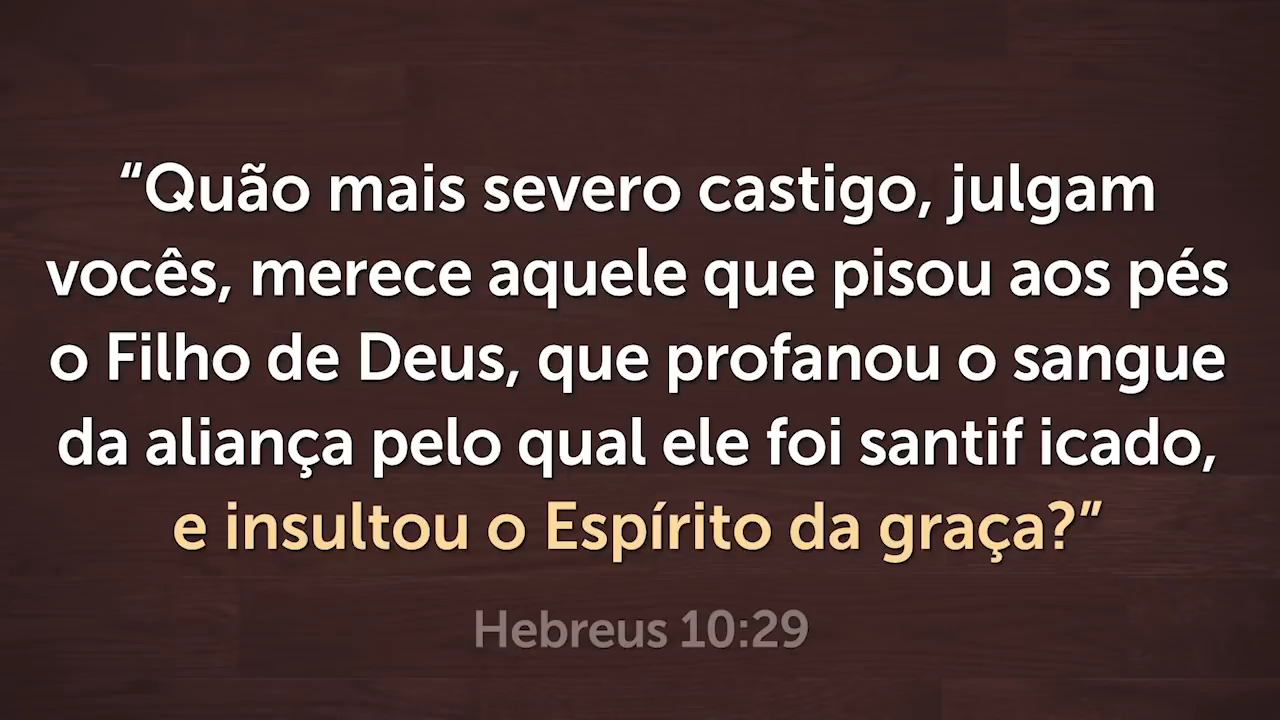 “Quão mais severo castigo, julgam
vocês, merece aquele que pisou aos pés
o Filho de Deus, que profanou o sangue
da aliança pelo qual ele foi santif icado,
e insultou o Espírito da graça?”
Hebreus 10:29